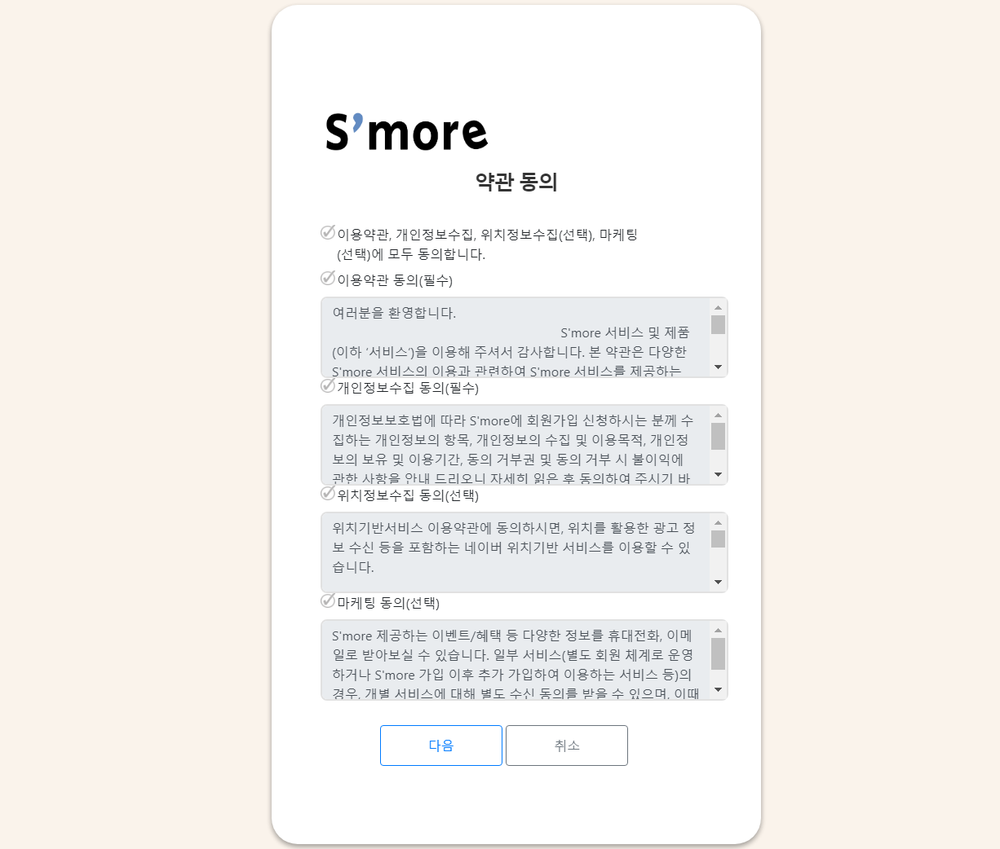 S'more
약관 동의
이용약관, 개인정보수집, 위치정보수집(선택), 마케팅
(선택)에 모두 동의합니다.
이용약관 동의(필수)
여러분을 환영합니다.
S'more 서비스 및 제품
(이하 ‘서비스’)을 이용해 주셔서 감사합니다. 본 약관은 다양한
S'more 서비스의 이용과 관련하여 S'more 서비스를 제공하는
개인정보수집 동의(필수)
개인정보보호법에 따라 S'more에 회원가입 신청하시는 분께 수
집하는 개인정보의 항목, 개인정보의 수집 및 이용목적, 개인정
보의 보유 및 이용기간, 동의 거부권 및 동의 거부 시 불이익에
관한 사항을 안내 드리오니 자세히 읽은 후 동의하여 주시기 바
위치정보수집 동의(선택)
위치기반서비스 이용약관에 동의하시면, 위치를 활용한 광고 정
보 수신 등을 포함하는 네이버 위치기반 서비스를 이용할 수 있
습니다.
마케팅 동의(선택)
S'more 제공하는 이벤트/혜택 등 다양한 정보를 휴대전화, 이메
일로 받아보실 수 있습니다. 일부 서비스(별도 회원 체계로 운영
하거나 S'more 가입 이후 추가 가입하여 이용하는 서비스 등)의
경우, 개별 서비스에 대해 별도 수신 동의를 받을 수 있으며, 이때
다음
취소